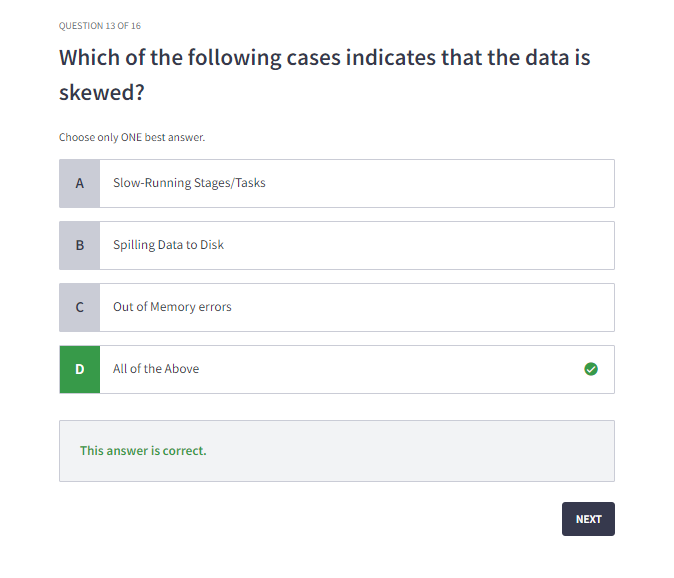 QUESTION 13 OF 16
Which of the following cases indicates that the data is
skewed?
Choose only ONE best answer.
A
Slow-Running Stages/Tasks
B
Spilling Data to Disk
C
Out of Memory errors
D
All of the Above
This answer is correct.
NEXT